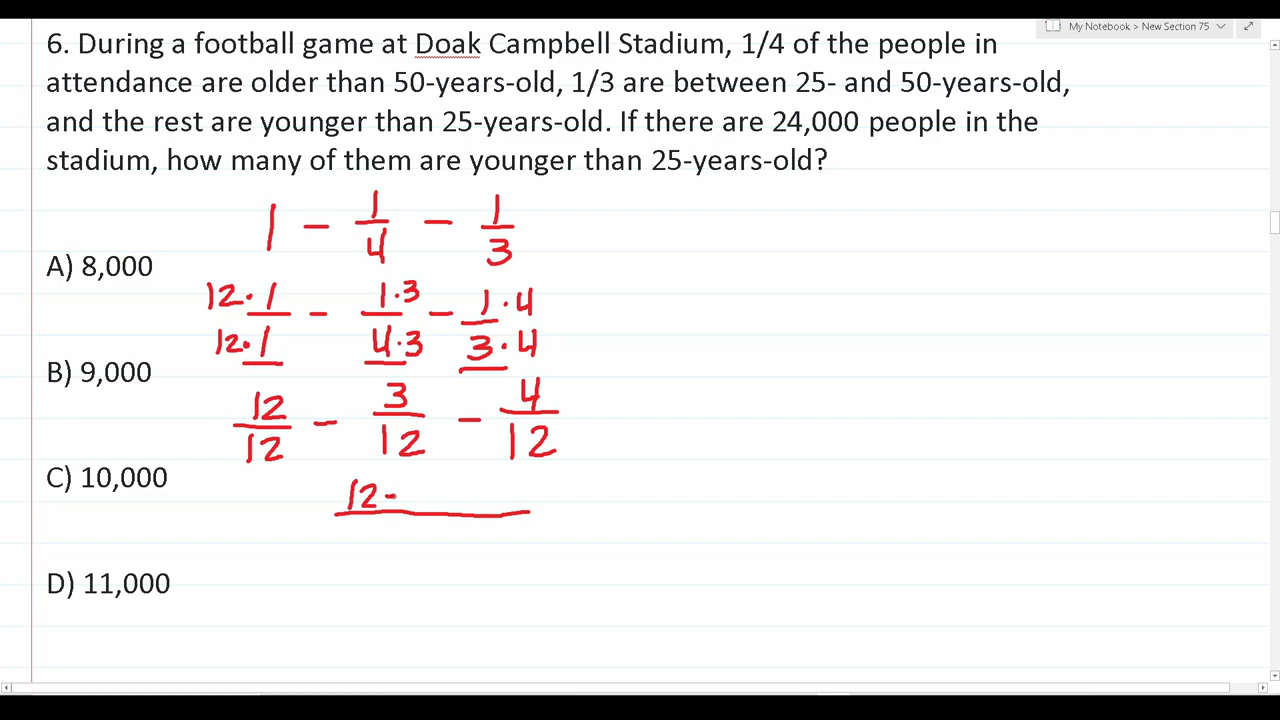 My Notebook > New Section 75
6. During a football game at Doak Campbell Stadium, 1/4 of the people in
attendance are older than 50-years-old, 1/3 are between 25- and 50-years-old,
and the rest are younger than 25-years-old. If there are 24,000 people in the
stadium, how many of them are younger than 25-years-old?
1 - 1/4 - 1/3
A) 8,000
12·1/12·1 - 1·3/4·3 - 1·4/3·4
B) 9,000
12/12 - 3/12 - 4/12
C) 10,000
12-
D) 11,000